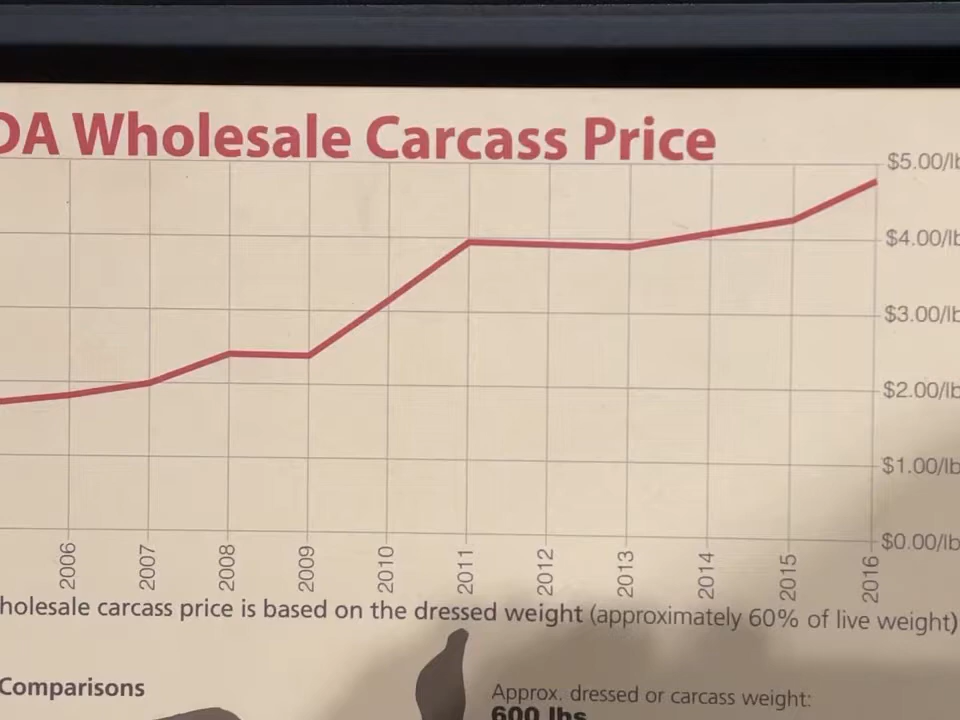 DA Wholesale Carcass Price
$5.00/lb
$4.00/lb
$3.00/lb
$2.00/lb
$1.00/lb
$0.00/lb
2006 2007 2008 2009 2010 2011 2012 2013 2014 2015 2016
holesale carcass price is based on the dressed weight (approximately 60% of live weight)
Comparisons
Approx. dressed or carcass weight:
600 lbs